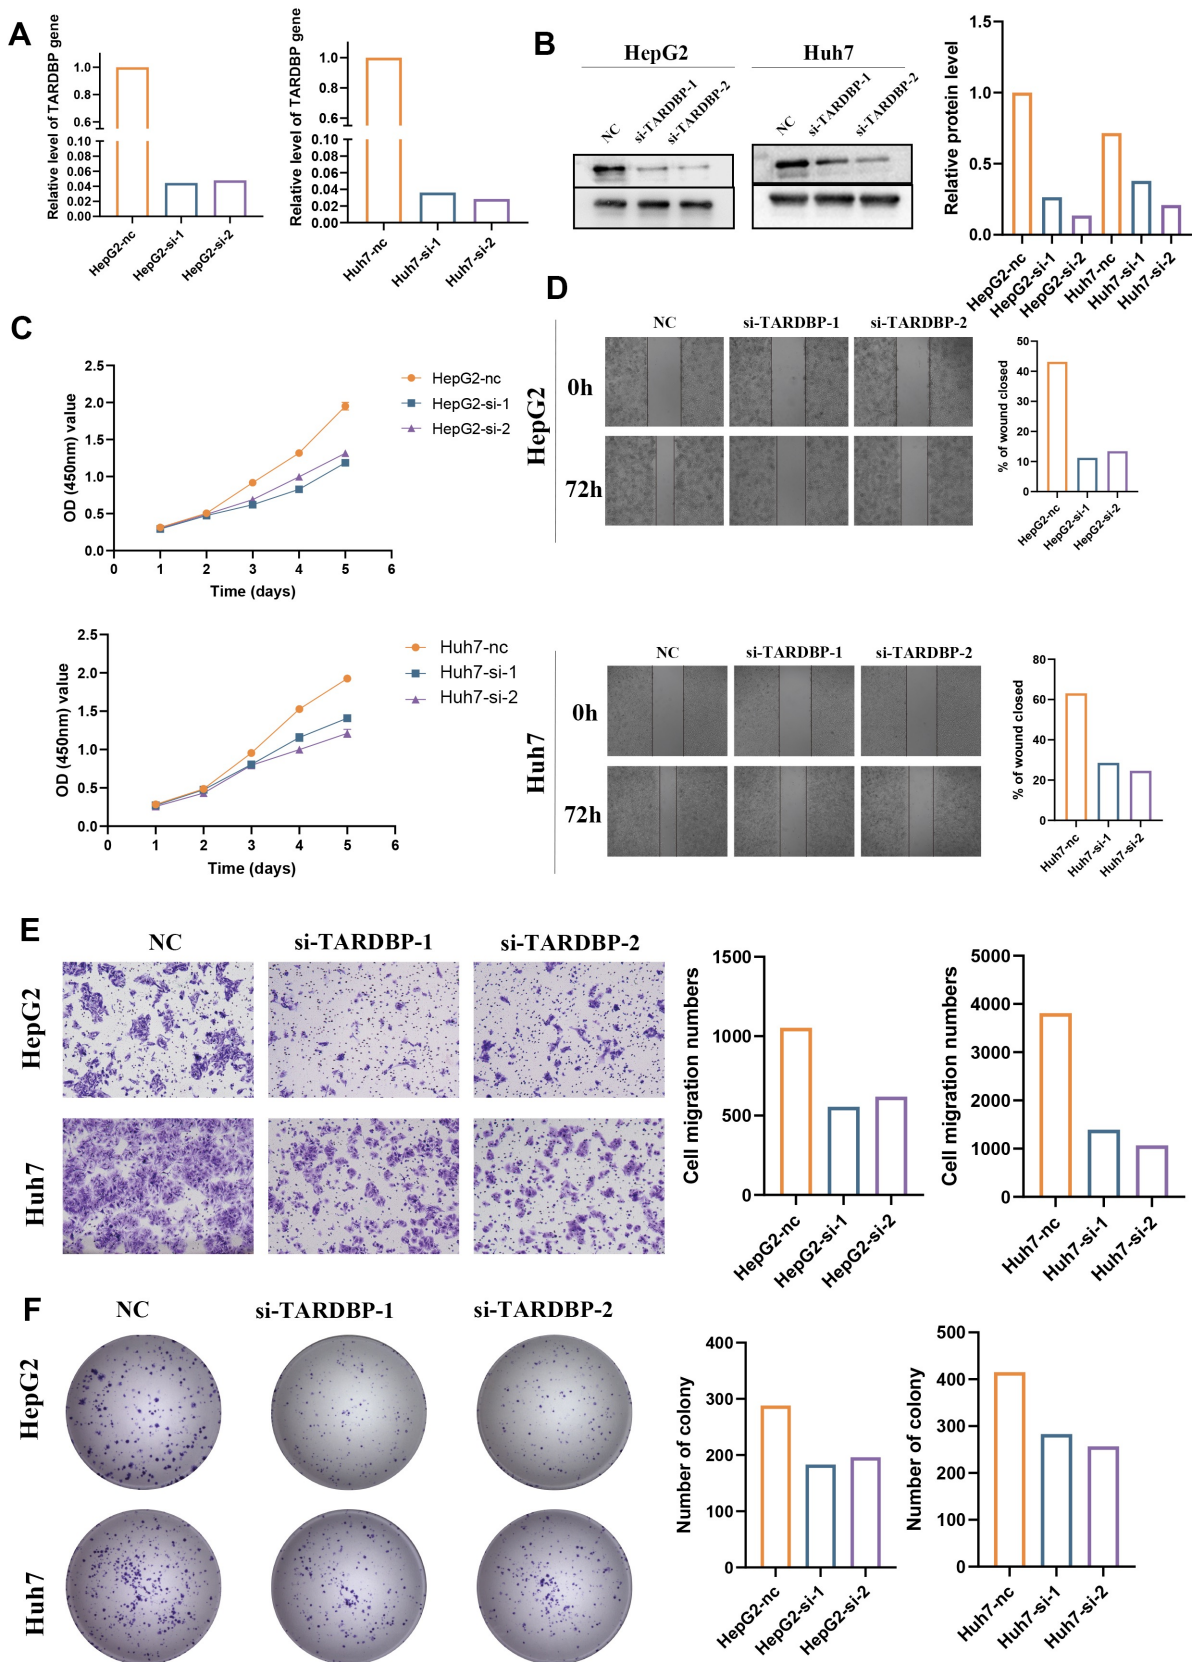 A
Relative level of TARDBP gene
1.0
0.8
0.6
0.10
0.08
0.06
0.04
0.02
0.00
HepG2-nc
HepG2-si-1
HepG2-si-2
Relative level of TARDBP gene
1.0
0.8
0.6
0.10
0.08
0.06
0.04
0.02
0.00
Huh7-nc
Huh7-si-1
Huh7-si-2
B
HepG2
Huh7
NC
si-TARDBP-1
si-TARDBP-2
NC
si-TARDBP-1
si-TARDBP-2
Relative protein level
1.5
1.0
0.5
0.0
HepG2-nc
HepG2-si-1
HepG2-si-2
Huh7-nc
Huh7-si-1
Huh7-si-2
C
OD (450nm) value
2.5
2.0
1.5
1.0
0.5
0.0
0 1 2 3 4 5 6
Time (days)
HepG2-nc
HepG2-si-1
HepG2-si-2
OD (450nm) value
2.5
2.0
1.5
1.0
0.5
0.0
0 1 2 3 4 5 6
Time (days)
Huh7-nc
Huh7-si-1
Huh7-si-2
D
NC si-TARDBP-1 si-TARDBP-2
HepG2
0h
72h
% of wound closed
50
40
30
20
10
0
HepG2-nc
HepG2-si-1
HepG2-si-2
NC si-TARDBP-1 si-TARDBP-2
Huh7
0h
72h
% of wound closed
80
60
40
20
0
Huh7-nc
Huh7-si-1
Huh7-si-2
E
NC si-TARDBP-1 si-TARDBP-2
HepG2
Huh7
Cell migration numbers
1500
1000
500
0
HepG2-nc
HepG2-si-1
HepG2-si-2
Cell migration numbers
5000
4000
3000
2000
1000
0
Huh7-nc
Huh7-si-1
Huh7-si-2
F
NC si-TARDBP-1 si-TARDBP-2
HepG2
Huh7
Number of colony
400
300
200
100
0
HepG2-nc
HepG2-si-1
HepG2-si-2
Number of colony
500
400
300
200
100
0
Huh7-nc
Huh7-si-1
Huh7-si-2